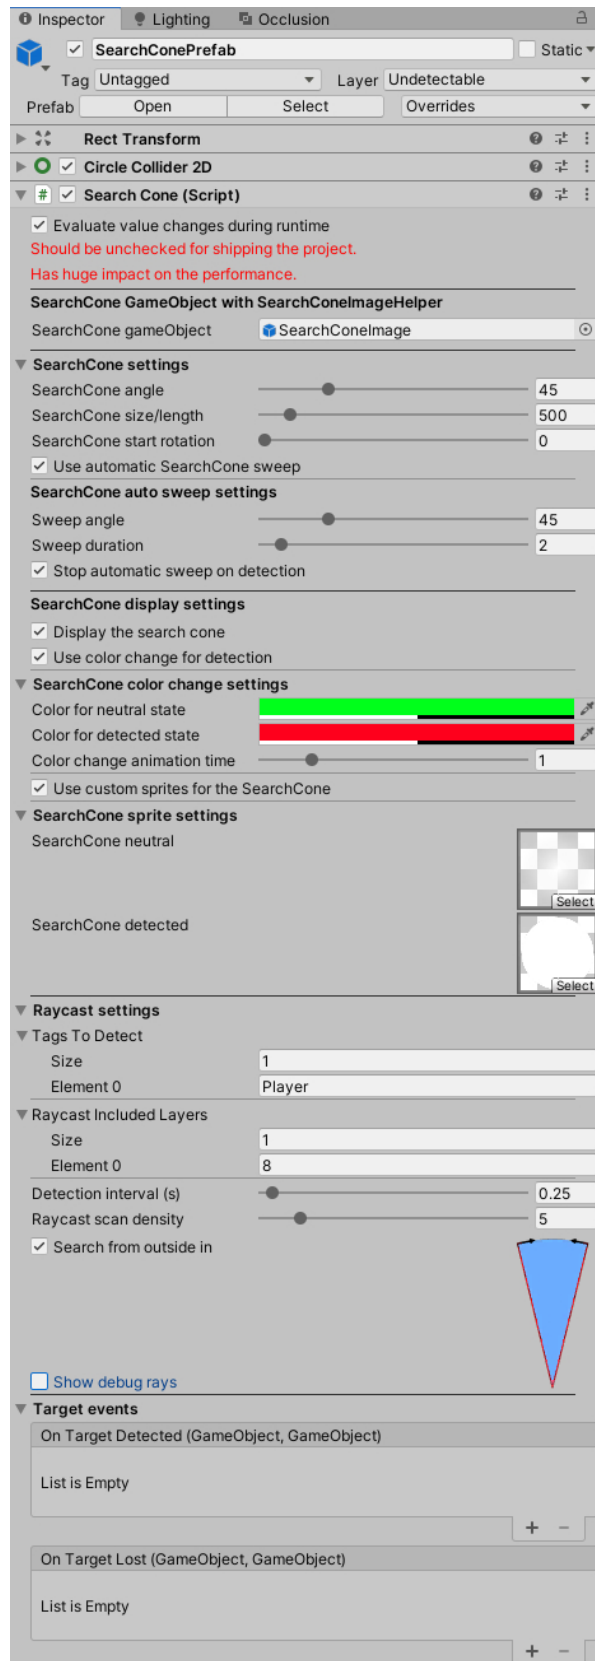 Inspector Lighting Occlusion
SearchConePrefab Static
Tag Untagged Layer Undetectable
Prefab Open Select Overrides
Rect Transform
Circle Collider 2D
# Search Cone (Script)
Evaluate value changes during runtime
Should be unchecked for shipping the project.
Has huge impact on the performance.
SearchCone GameObject with SearchConeImageHelper
SearchCone gameObject SearchConeImage
SearchCone settings
SearchCone angle 45
SearchCone size/length 500
SearchCone start rotation 0
Use automatic SearchCone sweep
SearchCone auto sweep settings
Sweep angle 45
Sweep duration 2
Stop automatic sweep on detection
SearchCone display settings
Display the search cone
Use color change for detection
SearchCone color change settings
Color for neutral state
Color for detected state
Color change animation time 1
Use custom sprites for the SearchCone
SearchCone sprite settings
SearchCone neutral
Select
SearchCone detected
Select
Raycast settings
Tags To Detect
Size 1
Element 0 Player
Raycast Included Layers
Size 1
Element 0 8
Detection interval (s) 0.25
Raycast scan density 5
Search from outside in
Show debug rays
Target events
On Target Detected (GameObject, GameObject)
List is Empty
+ −
On Target Lost (GameObject, GameObject)
List is Empty
+ −